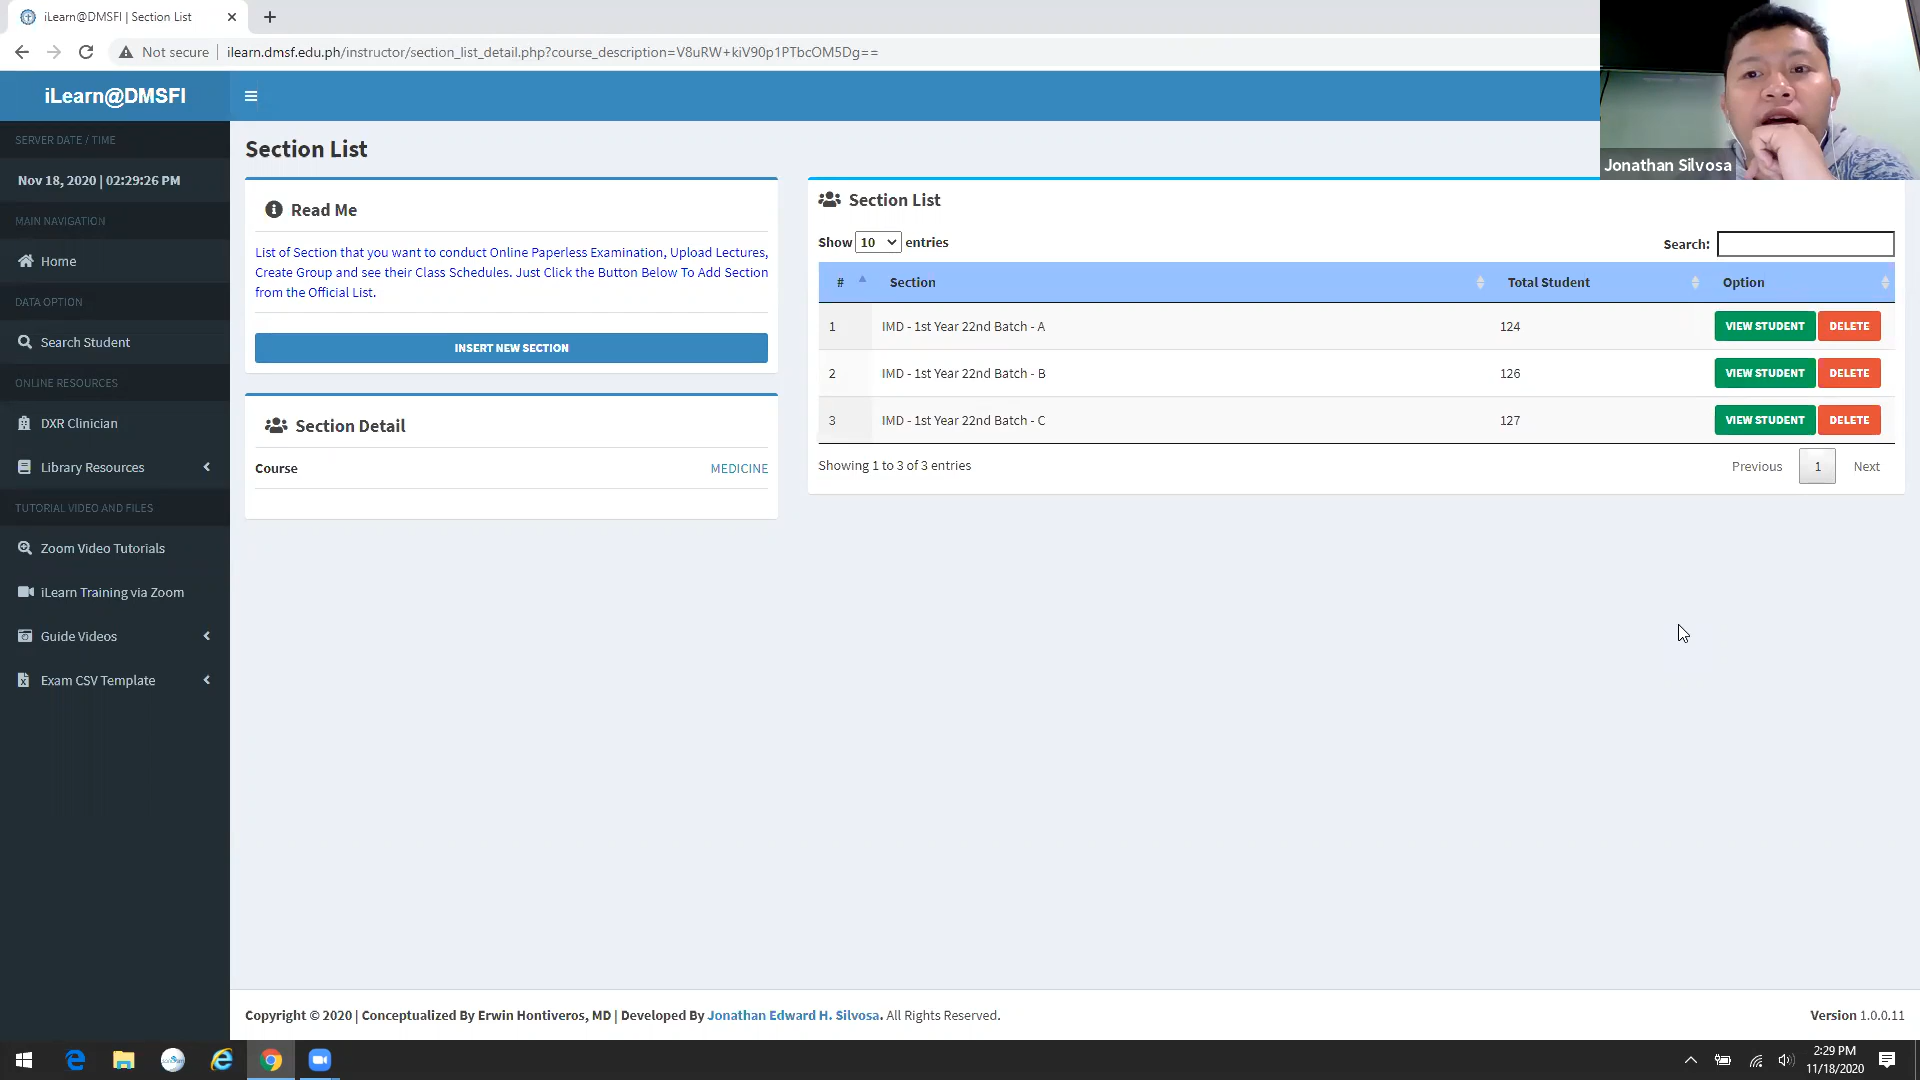 iLearn@DMSFI | Section List
Not secure
ilearn.dmsf.edu.ph/instructor/section_list_detail.php?course_description=V8uRW+kiV90p1PTbcOM5Dg==
iLearn@DMSFI
SERVER DATE / TIME
Nov 18, 2020 | 02:29:26 PM
MAIN NAVIGATION
Home
DATA OPTION
Search Student
ONLINE RESOURCES
DXR Clinician
Library Resources
TUTORIAL VIDEO AND FILES
Zoom Video Tutorials
iLearn Training via Zoom
Guide Videos
Exam CSV Template
Section List
Read Me
List of Section that you want to conduct Online Paperless Examination, Upload Lectures,
Create Group and see their Class Schedules. Just Click the Button Below To Add Section
from the Official List.
INSERT NEW SECTION
Section Detail
Course MEDICINE
Jonathan Silvosa
Section List
Show 10 entries Search:
# Section Total Student Option
1 IMD - 1st Year 22nd Batch - A 124 VIEW STUDENT DELETE
2 IMD - 1st Year 22nd Batch - B 126 VIEW STUDENT DELETE
3 IMD - 1st Year 22nd Batch - C 127 VIEW STUDENT DELETE
Showing 1 to 3 of 3 entries Previous 1 Next
Copyright © 2020 | Conceptualized By Erwin Hontiveros, MD | Developed By Jonathan Edward H. Silvosa. All Rights Reserved. Version 1.0.0.11
2:29 PM
11/18/2020